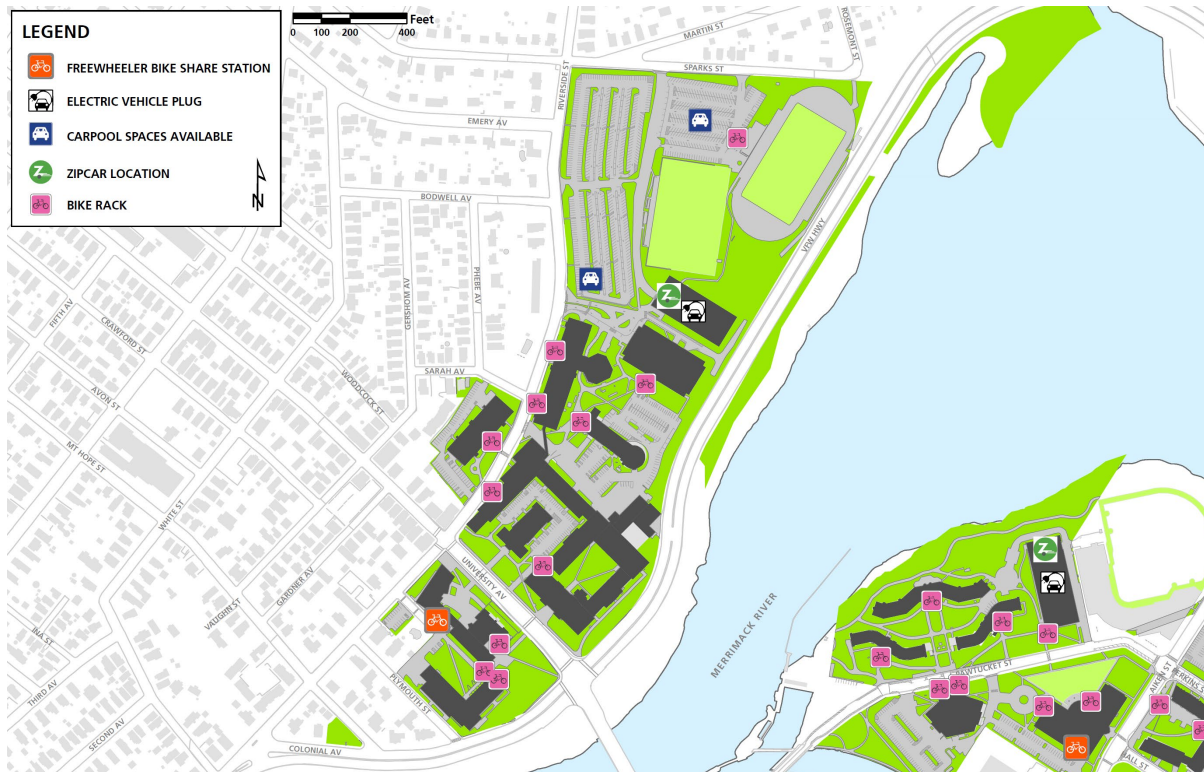 LEGEND
FREEWHEELER BIKE SHARE STATION
ELECTRIC VEHICLE PLUG
CARPOOL SPACES AVAILABLE
Z ZIPCAR LOCATION
BIKE RACK
N
Feet
0 100 200 400
MARTIN ST
ROSEMONT ST
SPARKS ST
RIVERSIDE ST
EMERY AV
BODWELL AV
VFW HWY
GERSHOM AV
PHEBE AV
Z
FIFTH AV
CRAWFORD ST
SARAH AV
WOODCOCK ST
AVON ST
MT HOPE ST
WHITE ST
UNIVERSITY AV
GARDNER AV
VAUGHN ST
INA ST
THIRD AV
SECOND AV
PLYMOUTH ST
COLONIAL AV
MERRIMACK RIVER
Z
PAWTUCKET ST
AIKEN ST
PERKINS
HALL ST